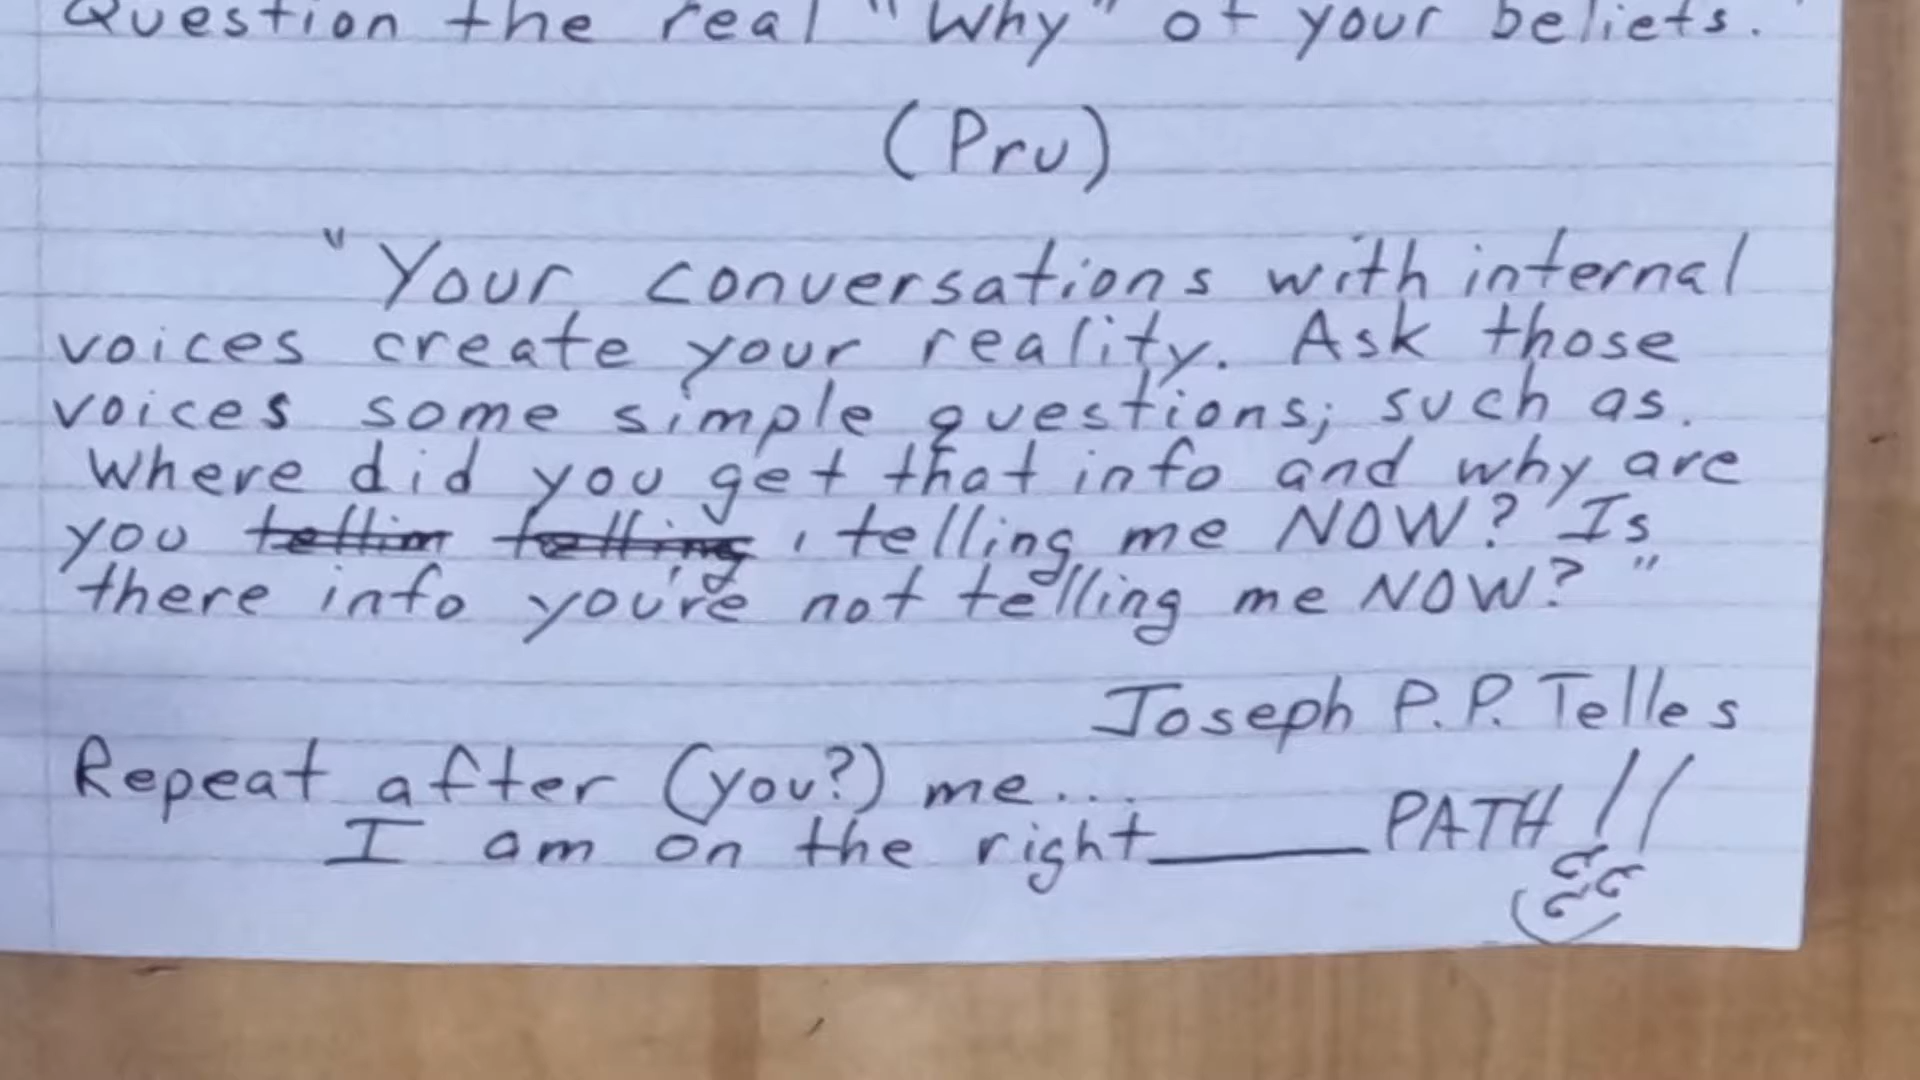 Question the real "Why" of your beliefs.
(Pru)
"Your conversations with internal
voices create your reality. Ask those
voices some simple questions; such as.
Where did you get that info and why are
you tellin telling , telling me NOW? Is
there info you're not telling me NOW?"
Joseph P.P. Telles
Repeat after (you?) me...
I am on the right____PATH!!